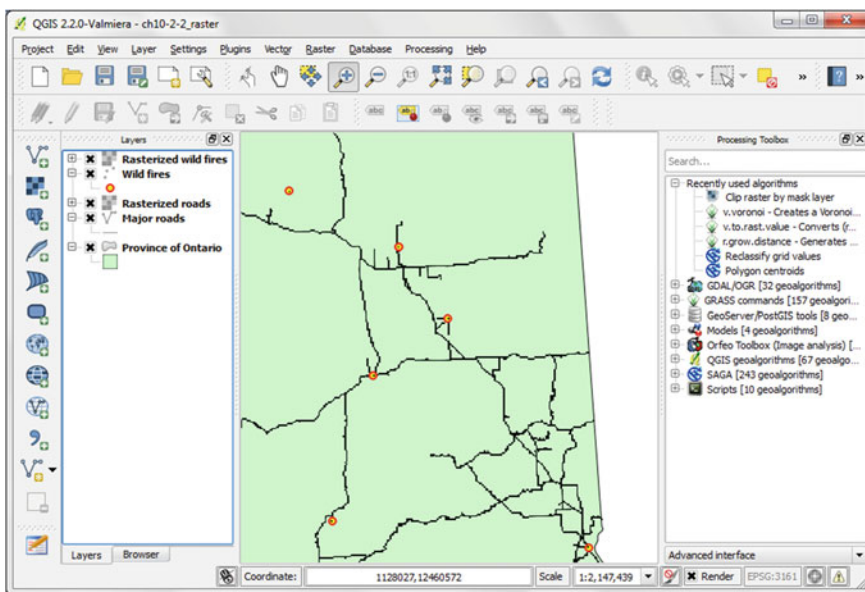 QGIS 2.2.0-Valmiera - ch10-2-2_raster
Project Edit View Layer Settings Plugins Vector Raster Database Processing Help
Layers
Rasterized wild fires
Wild fires
Rasterized roads
Major roads
Province of Ontario
Layers Browser
Processing Toolbox
Search...
Recently used algorithms
Clip raster by mask layer
v.voronoi - Creates a Voronoi...
v.to.rast.value - Converts (r...
r.grow.distance - Generates ...
Reclassify grid values
Polygon centroids
GDAL/OGR [32 geoalgorithms]
GRASS commands [157 geoalgori...
GeoServer/PostGIS tools [8 geo...
Models [4 geoalgorithms]
Orfeo Toolbox (Image analysis) [...
QGIS geoalgorithms [67 geoalgo...
SAGA [243 geoalgorithms]
Scripts [10 geoalgorithms]
Advanced interface
Coordinate: 1128027,12460572 Scale 1:2,147,439 Render EPSG:3161